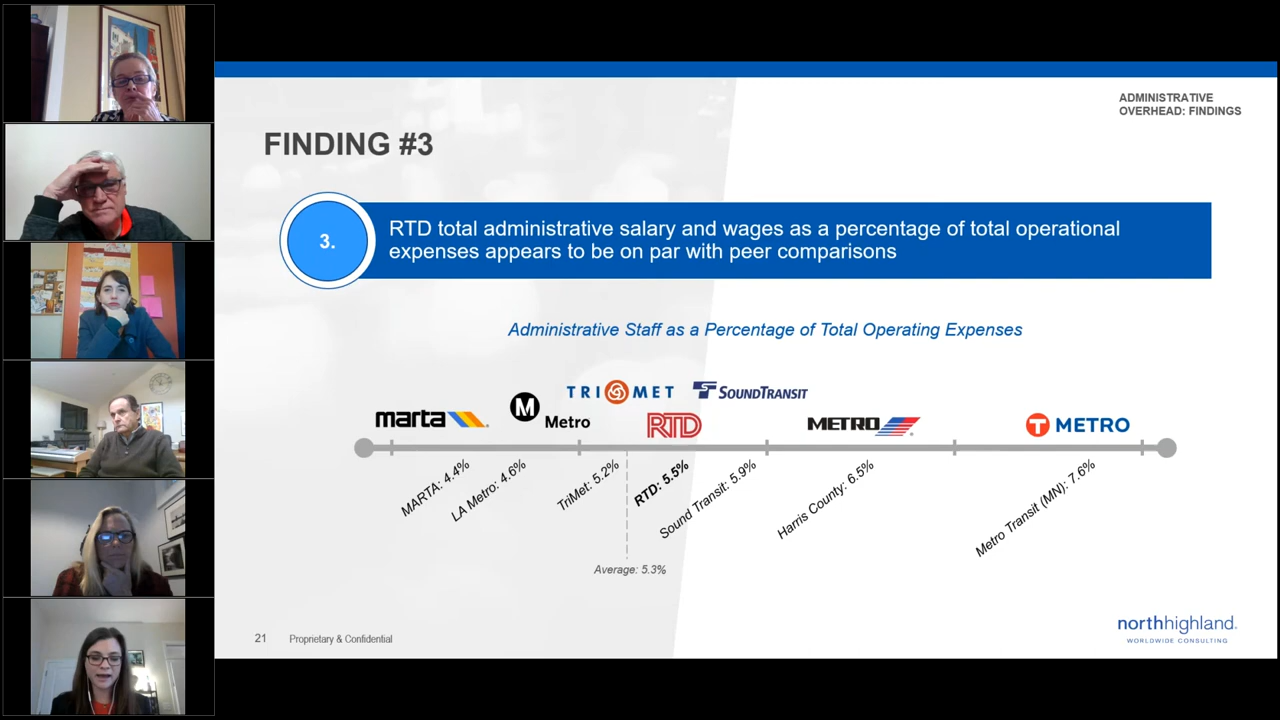 ADMINISTRATIVE
OVERHEAD: FINDINGS
FINDING #3
3.
RTD total administrative salary and wages as a percentage of total operational
expenses appears to be on par with peer comparisons
Administrative Staff as a Percentage of Total Operating Expenses
marta
M
Metro
TRIMET
RTD
T SOUNDTRANSIT
METRO
T METRO
MARTA: 4.4%
LA Metro: 4.6%
TriMet: 5.2%
RTD: 5.5%
Sound Transit: 5.9%
Harris County: 6.5%
Metro Transit (MN): 7.6%
Average: 5.3%
21 Proprietary & Confidential
northhighland.
WORLDWIDE CONSULTING